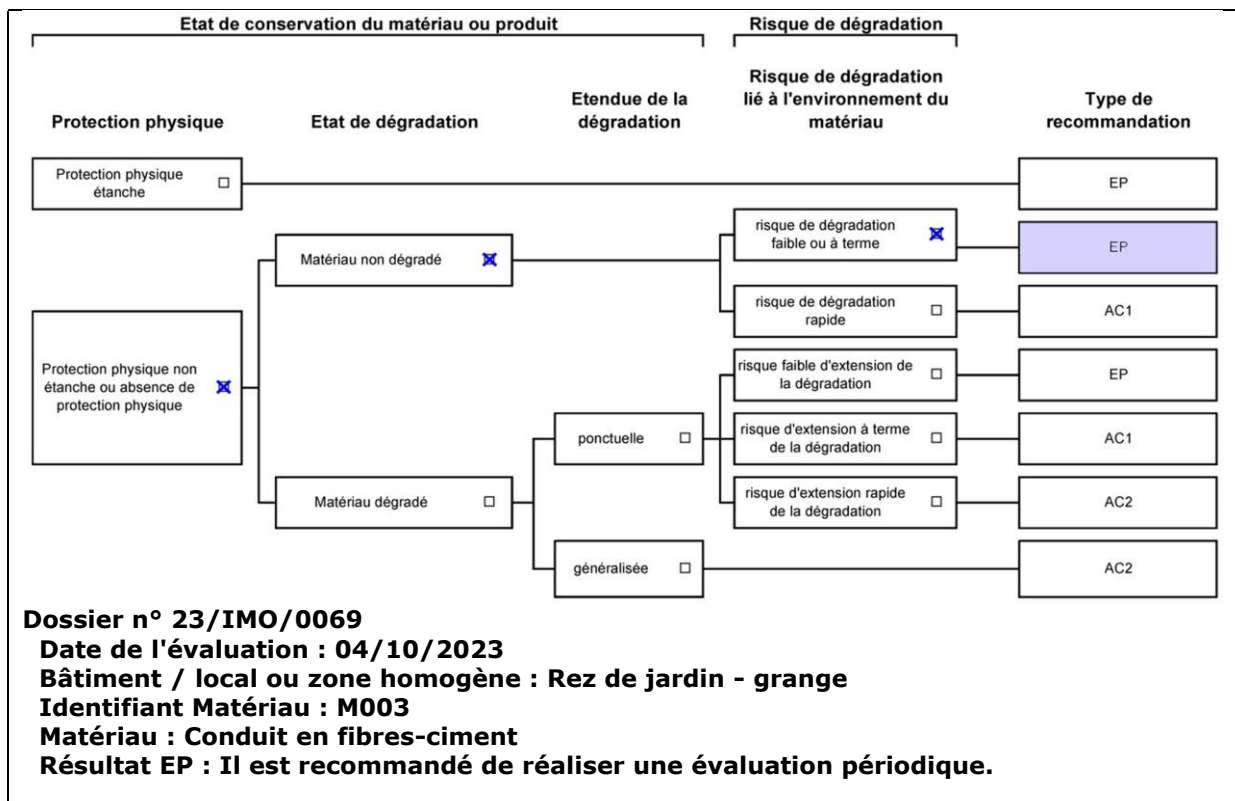 Etat de conservation du matériau ou produit
Risque de dégradation
Protection physique
Etat de dégradation
Etendue de la
dégradation
Risque de dégradation
lié à l'environnement du
matériau
Type de
recommandation
Protection physique
étanche
EP
Matériau non dégradé
risque de dégradation
faible ou à terme
EP
risque de dégradation
rapide
AC1
Protection physique non
étanche ou absence de
protection physique
risque faible d'extension de
la dégradation
EP
ponctuelle
risque d'extension à terme
de la dégradation
AC1
Matériau dégradé
risque d'extension rapide
de la dégradation
AC2
généralisée
AC2
Dossier n° 23/IMO/0069
Date de l'évaluation : 04/10/2023
Bâtiment / local ou zone homogène : Rez de jardin - grange
Identifiant Matériau : M003
Matériau : Conduit en fibres-ciment
Résultat EP : Il est recommandé de réaliser une évaluation périodique.